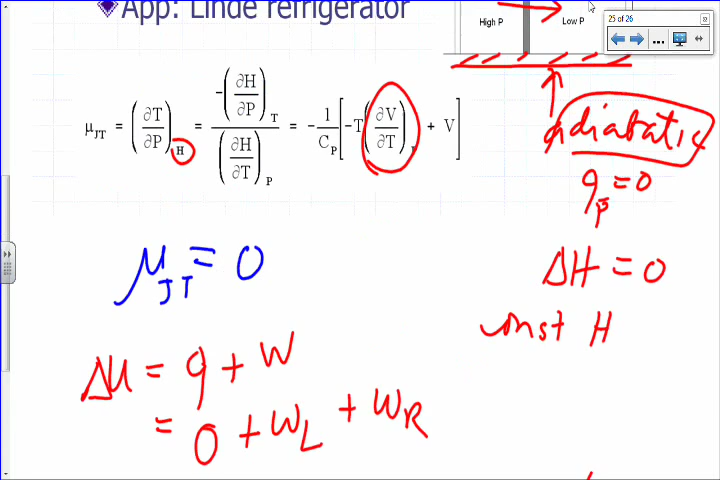 App: Linde refrigerator
High P
Low P
25 of 26
...
μJT = (∂T/∂P)H = -(∂H/∂P)T / (∂H/∂T)P = - 1/CP [-T(∂V/∂T) + V]
adiabatic
qp = 0
μJT = 0
ΔH = 0
const H
ΔU = q + W
= 0 + WL + WR